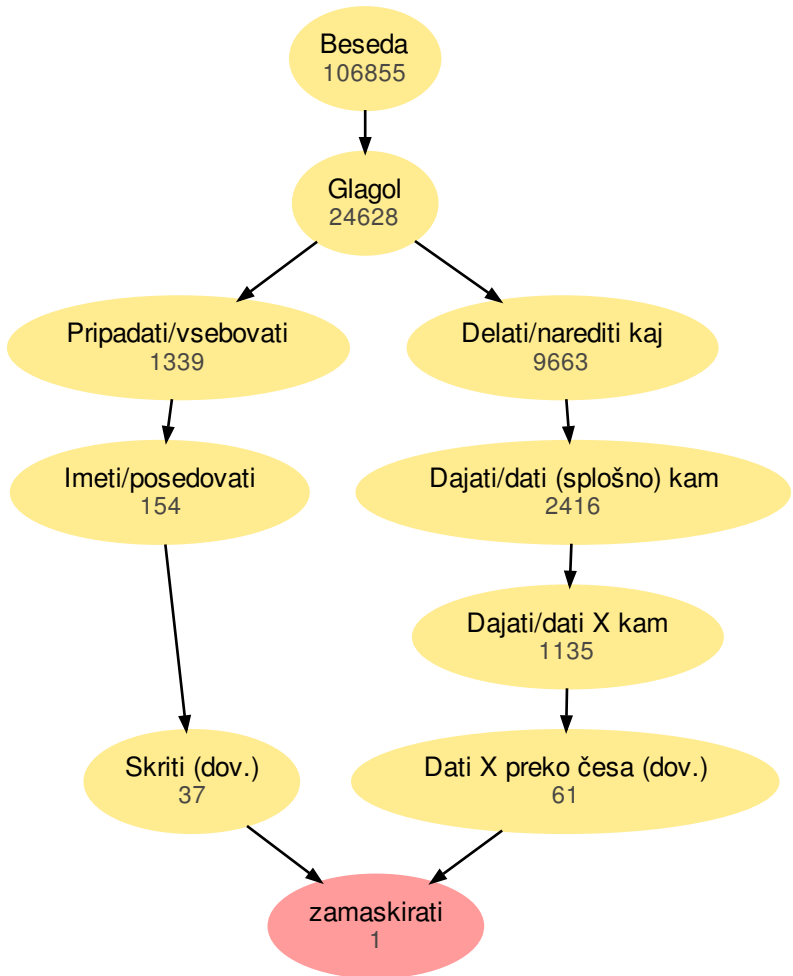 Beseda
106855
Glagol
24628
Pripadati/vsebovati
1339
Delati/narediti kaj
9663
Imeti/posedovati
154
Dajati/dati (splošno) kam
2416
Dajati/dati X kam
1135
Skriti (dov.)
37
Dati X preko česa (dov.)
61
zamaskirati
1